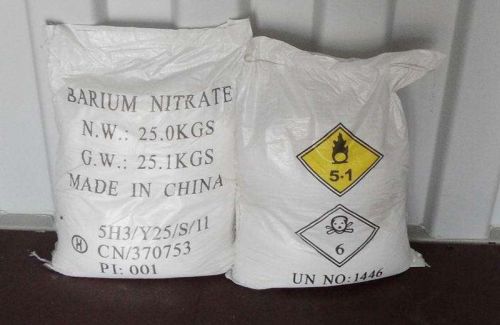 BARIUM NITRATE
N.W.: 25.0KGS
G.W.: 25.1KGS
MADE IN CHINA
5H3/Y25/S/11
H CN/370753
PI: 001
5·1
6
UN NO:1446